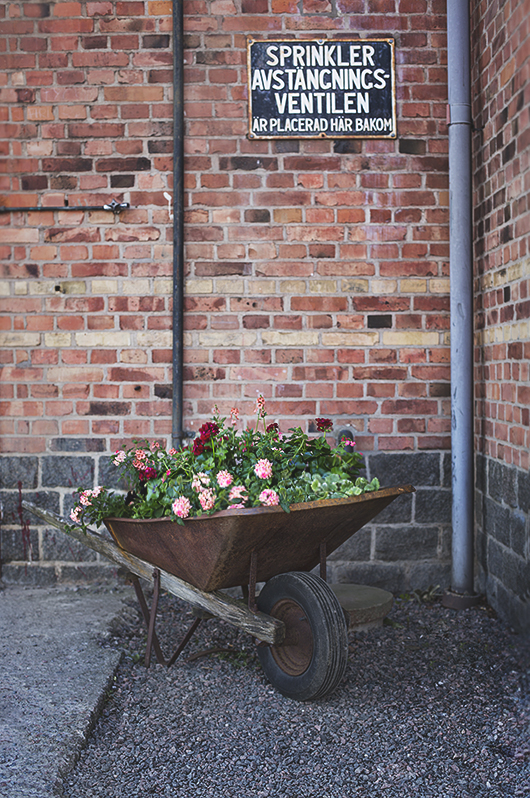 SPRINKLER
AVSTÄNGNINGS-
VENTILEN
ÄR PLACERAD HÄR BAKOM